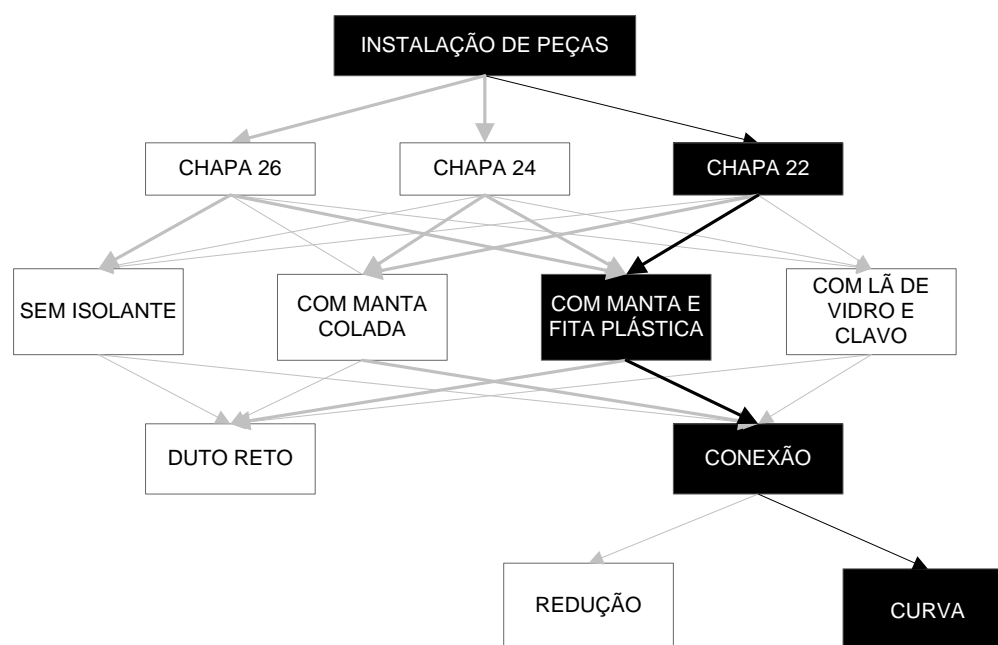 INSTALAÇÃO DE PEÇAS
CHAPA 26
CHAPA 24
CHAPA 22
SEM ISOLANTE
COM MANTA
COLADA
COM MANTA E
FITA PLÁSTICA
COM LÃ DE
VIDRO E
CLAVO
DUTO RETO
CONEXÃO
REDUÇÃO
CURVA